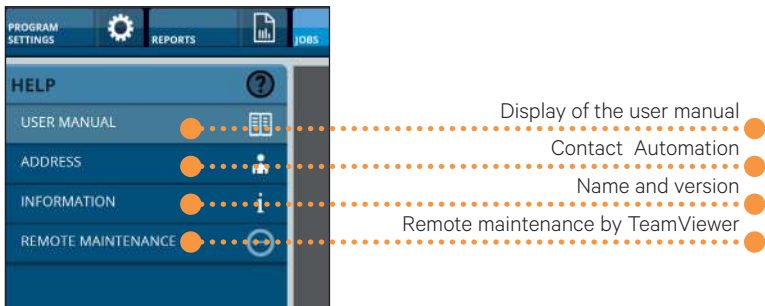 PROGRAM
SETTINGS
REPORTS
JOBS
HELP
USER MANUAL
ADDRESS
INFORMATION
REMOTE MAINTENANCE
Display of the user manual
Contact Automation
Name and version
Remote maintenance by TeamViewer